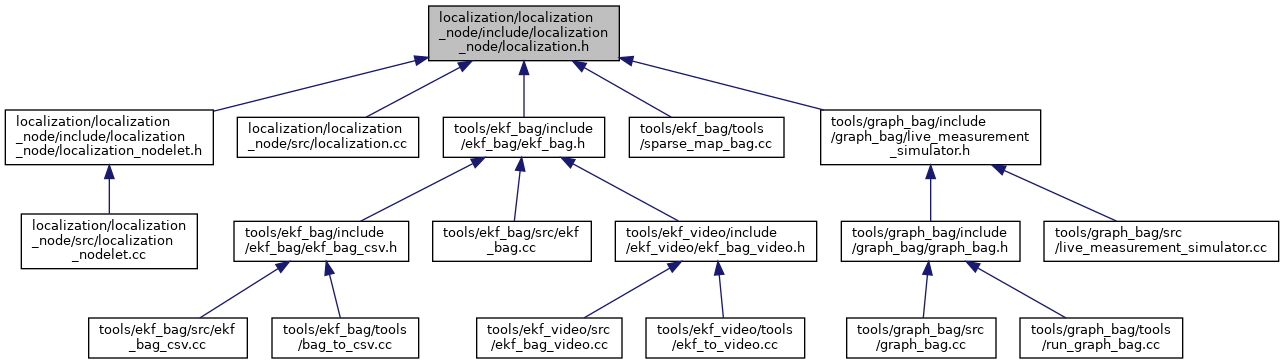 localization/localization
_node/include/localization
_node/localization.h
localization/localization
_node/include/localization
_node/localization_nodelet.h
localization/localization
_node/src/localization.cc
tools/ekf_bag/include
/ekf_bag/ekf_bag.h
tools/ekf_bag/tools
/sparse_map_bag.cc
tools/graph_bag/include
/graph_bag/live_measurement
_simulator.h
localization/localization
_node/src/localization
_nodelet.cc
tools/ekf_bag/include
/ekf_bag/ekf_bag_csv.h
tools/ekf_bag/src/ekf
_bag.cc
tools/ekf_video/include
/ekf_video/ekf_bag_video.h
tools/graph_bag/include
/graph_bag/graph_bag.h
tools/graph_bag/src
/live_measurement_simulator.cc
tools/ekf_bag/src/ekf
_bag_csv.cc
tools/ekf_bag/tools
/bag_to_csv.cc
tools/ekf_video/src
/ekf_bag_video.cc
tools/ekf_video/tools
/ekf_to_video.cc
tools/graph_bag/src
/graph_bag.cc
tools/graph_bag/tools
/run_graph_bag.cc